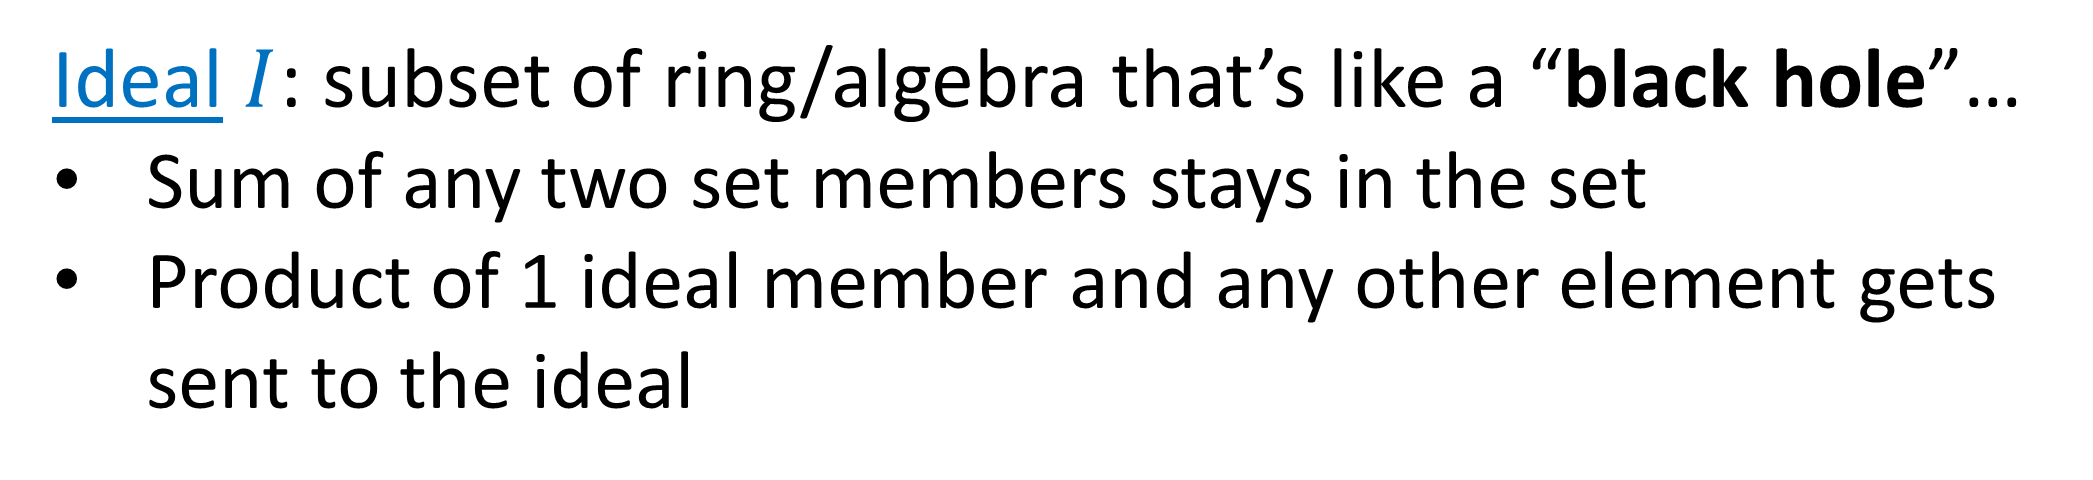 Ideal I: subset of ring/algebra that’s like a “black hole”…
• Sum of any two set members stays in the set
• Product of 1 ideal member and any other element gets
sent to the ideal